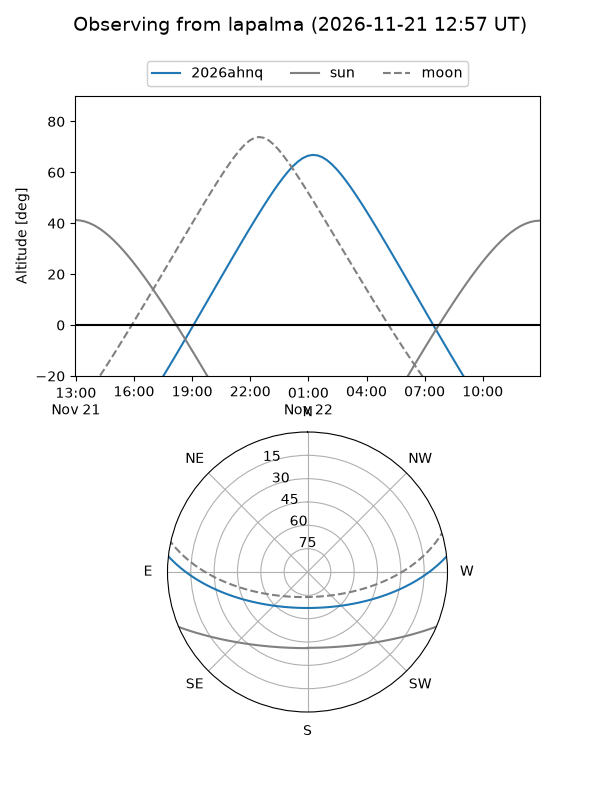 Observing from lapalma (2026-11-21 12:57 UT)
2026ahnq sun moon
Altitude [deg]
80
60
40
20
0
−20
13:00 16:00 19:00 22:00 01:00 04:00 07:00 10:00
Nov 21 Nov 22
N
NE NW
15
30
45
60
75
E W
SE SW
S